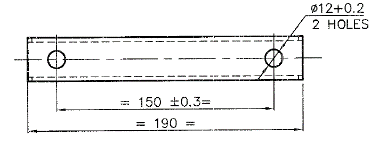 ø12+0.2
2 HOLES
= 150 ±0.3=
= 190 =